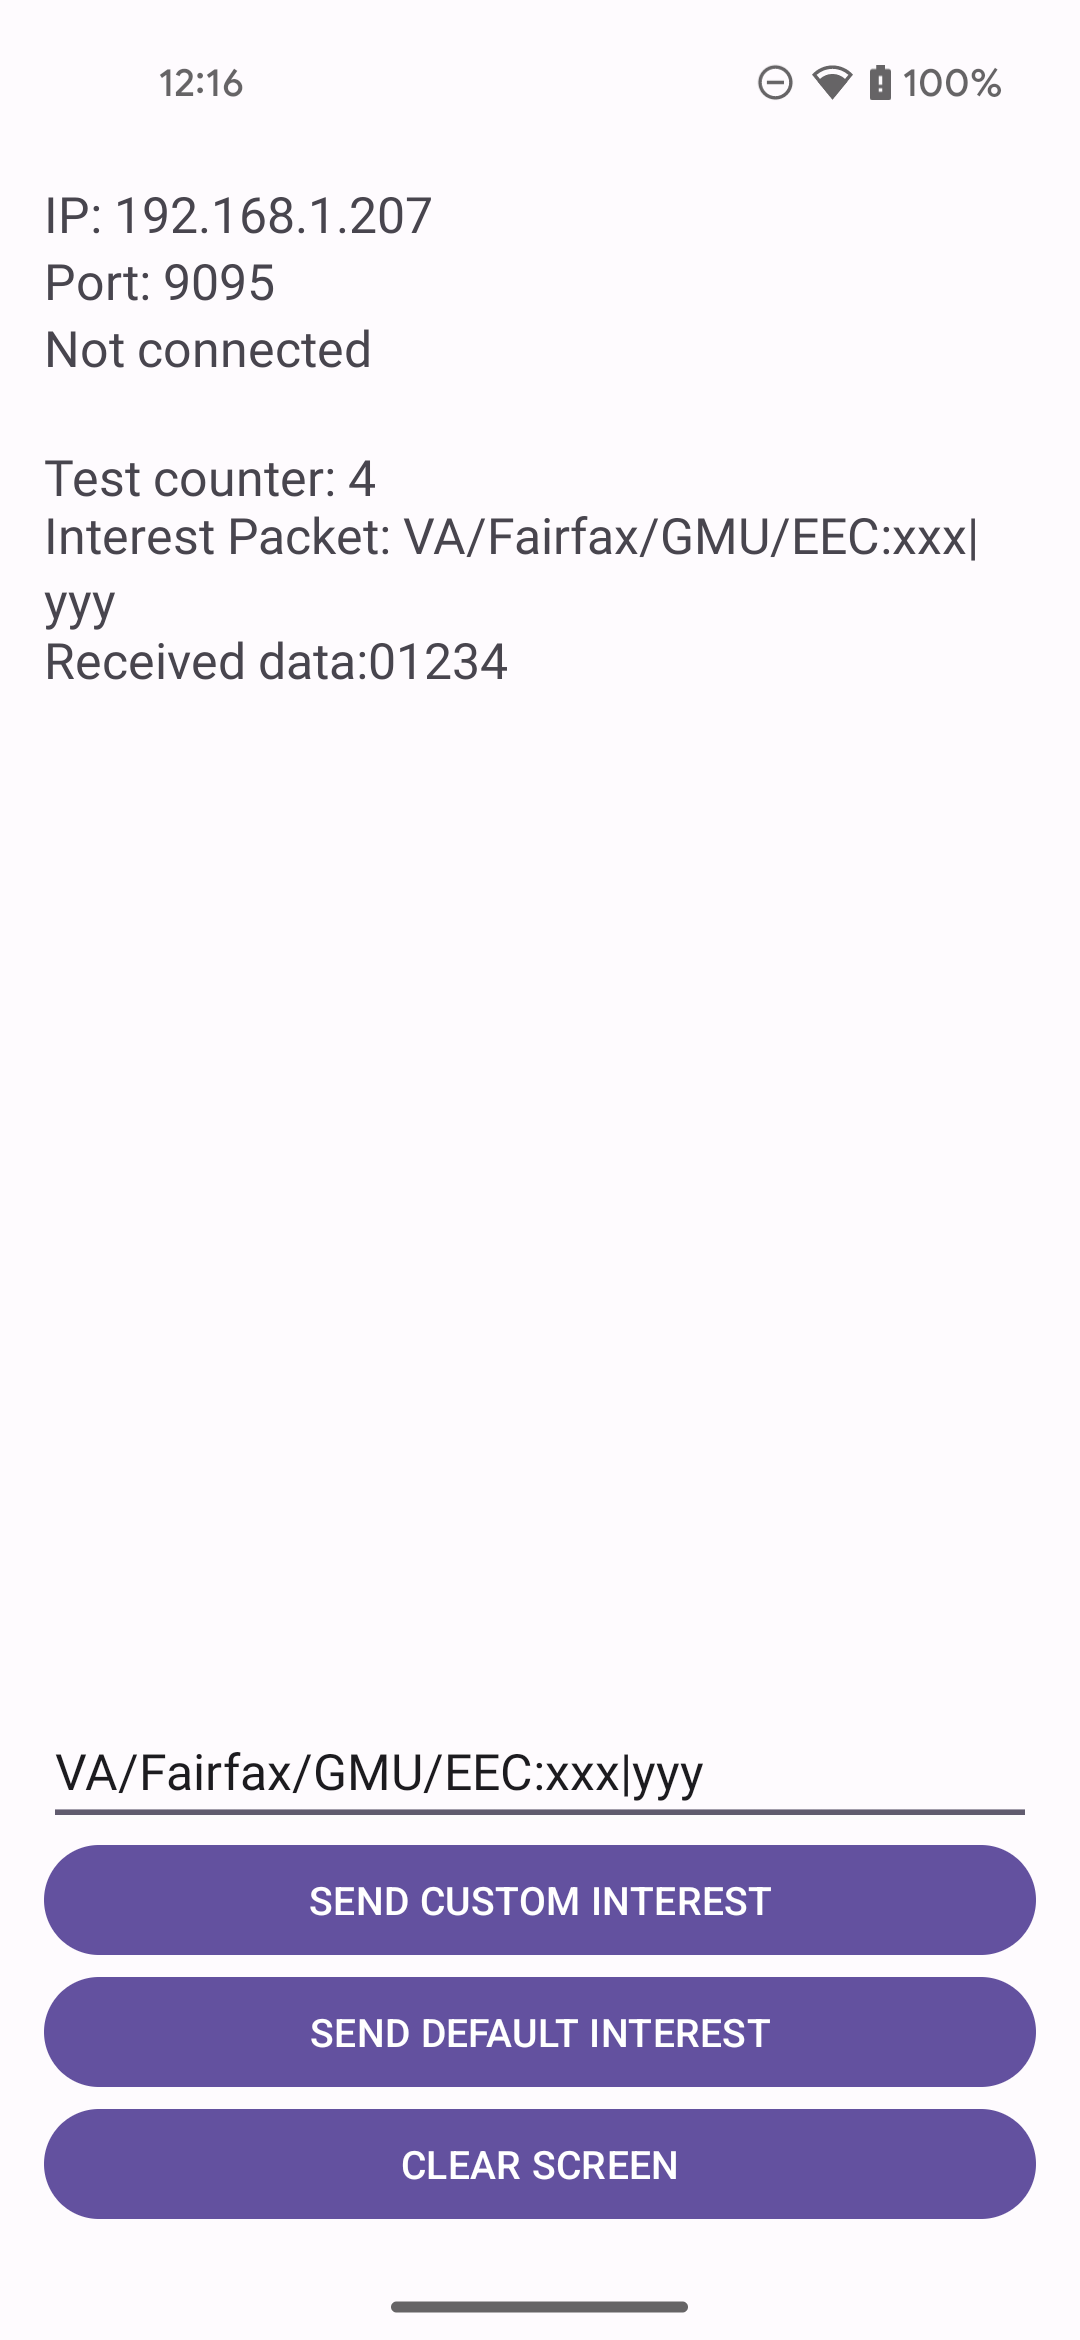 12:16 100%
IP: 192.168.1.207
Port: 9095
Not connected
Test counter: 4
Interest Packet: VA/Fairfax/GMU/EEC:xxx|
yyy
Received data:01234
VA/Fairfax/GMU/EEC:xxx|yyy
SEND CUSTOM INTEREST
SEND DEFAULT INTEREST
CLEAR SCREEN